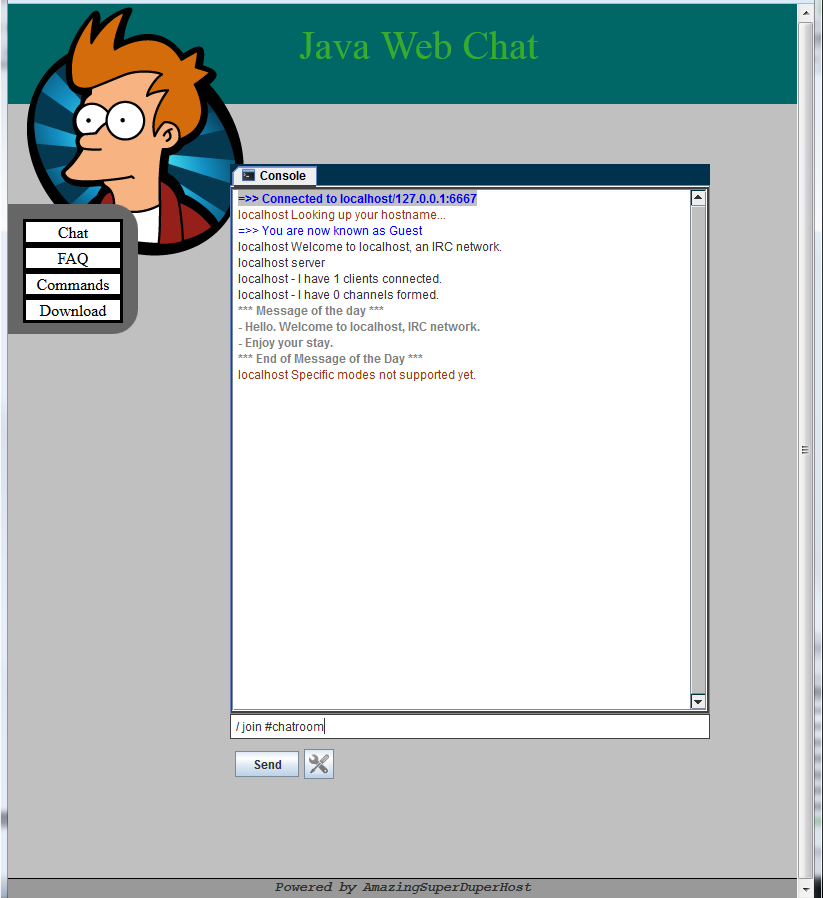 Java Web Chat
Console
=>> Connected to localhost/127.0.0.1:6667
localhost Looking up your hostname...
=>> You are now known as Guest
localhost Welcome to localhost, an IRC network.
localhost server
localhost - I have 1 clients connected.
localhost - I have 0 channels formed.
*** Message of the day ***
- Hello. Welcome to localhost, IRC network.
- Enjoy your stay.
*** End of Message of the Day ***
localhost Specific modes not supported yet.
Chat
FAQ
Commands
Download
/ join #chatroom
Send
Powered by AmazingSuperDuperHost